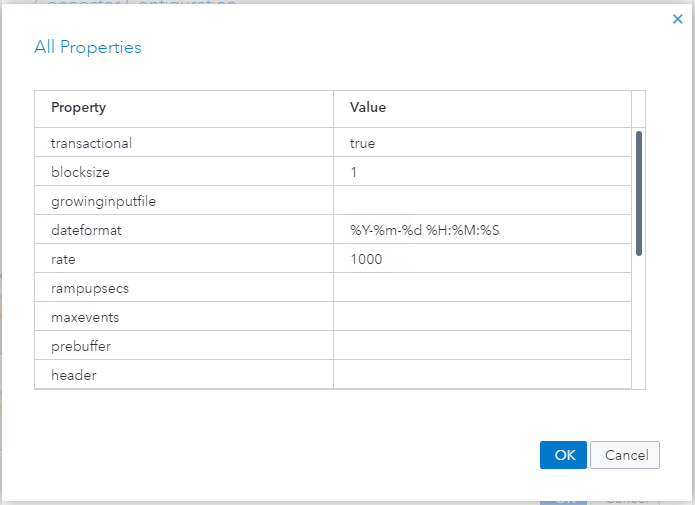 All Properties
Property Value
transactional true
blocksize 1
growinginputfile
dateformat %Y-%m-%d %H:%M:%S
rate 1000
rampupsecs
maxevents
prebuffer
header
OK Cancel